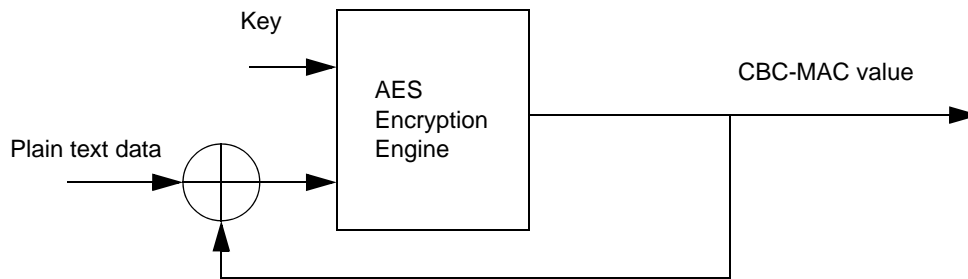 Key
CBC-MAC value
AES
Encryption
Engine
Plain text data